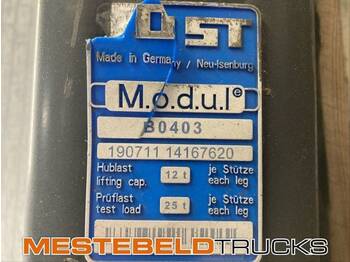 OST
Made in Germany / Neu-Isenburg
M.o.d.u.l e
B0403
190711 14167620
Hublast 12 t je Stütze
lifting cap. each leg
Prüflast 25 t je Stütze
test load each leg
MESTEBELDTRUCKS